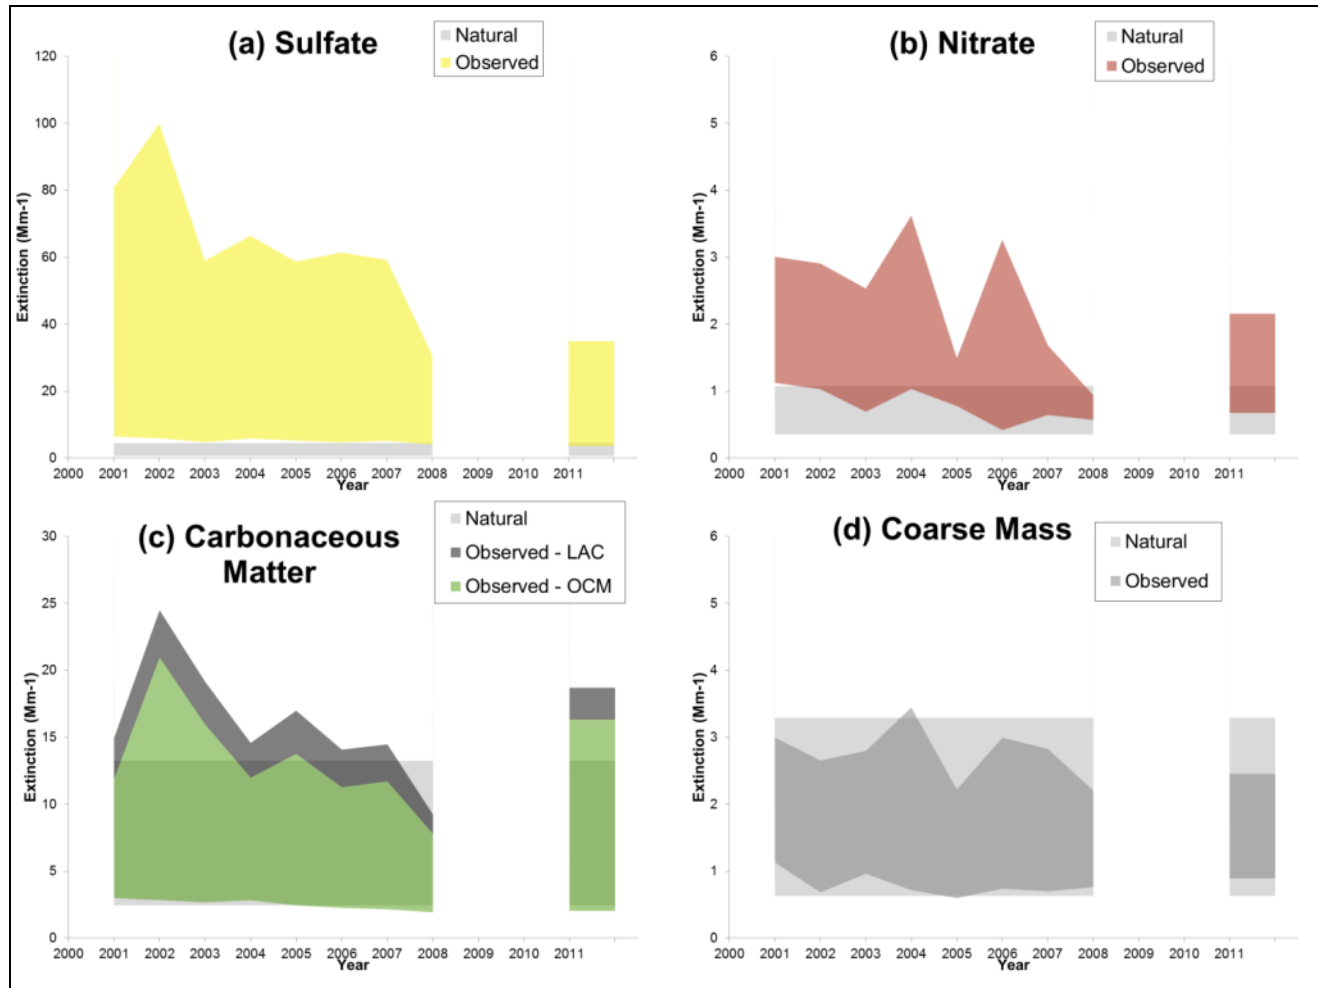 (a) Sulfate
Natural
Observed
120
100
80
60
40
20
0
Extinction (Mm-1)
2000 2001 2002 2003 2004 2005 2006 2007 2008 2009 2010 2011
Year
(b) Nitrate
Natural
Observed
6
5
4
3
2
1
0
Extinction (Mm-1)
2000 2001 2002 2003 2004 2005 2006 2007 2008 2009 2010 2011
Year
(c) Carbonaceous
Matter
Natural
Observed - LAC
Observed - OCM
30
25
20
15
10
5
0
Extinction (Mm-1)
2000 2001 2002 2003 2004 2005 2006 2007 2008 2009 2010 2011
Year
(d) Coarse Mass
Natural
Observed
6
5
4
3
2
1
0
Extinction (Mm-1)
2000 2001 2002 2003 2004 2005 2006 2007 2008 2009 2010 2011
Year